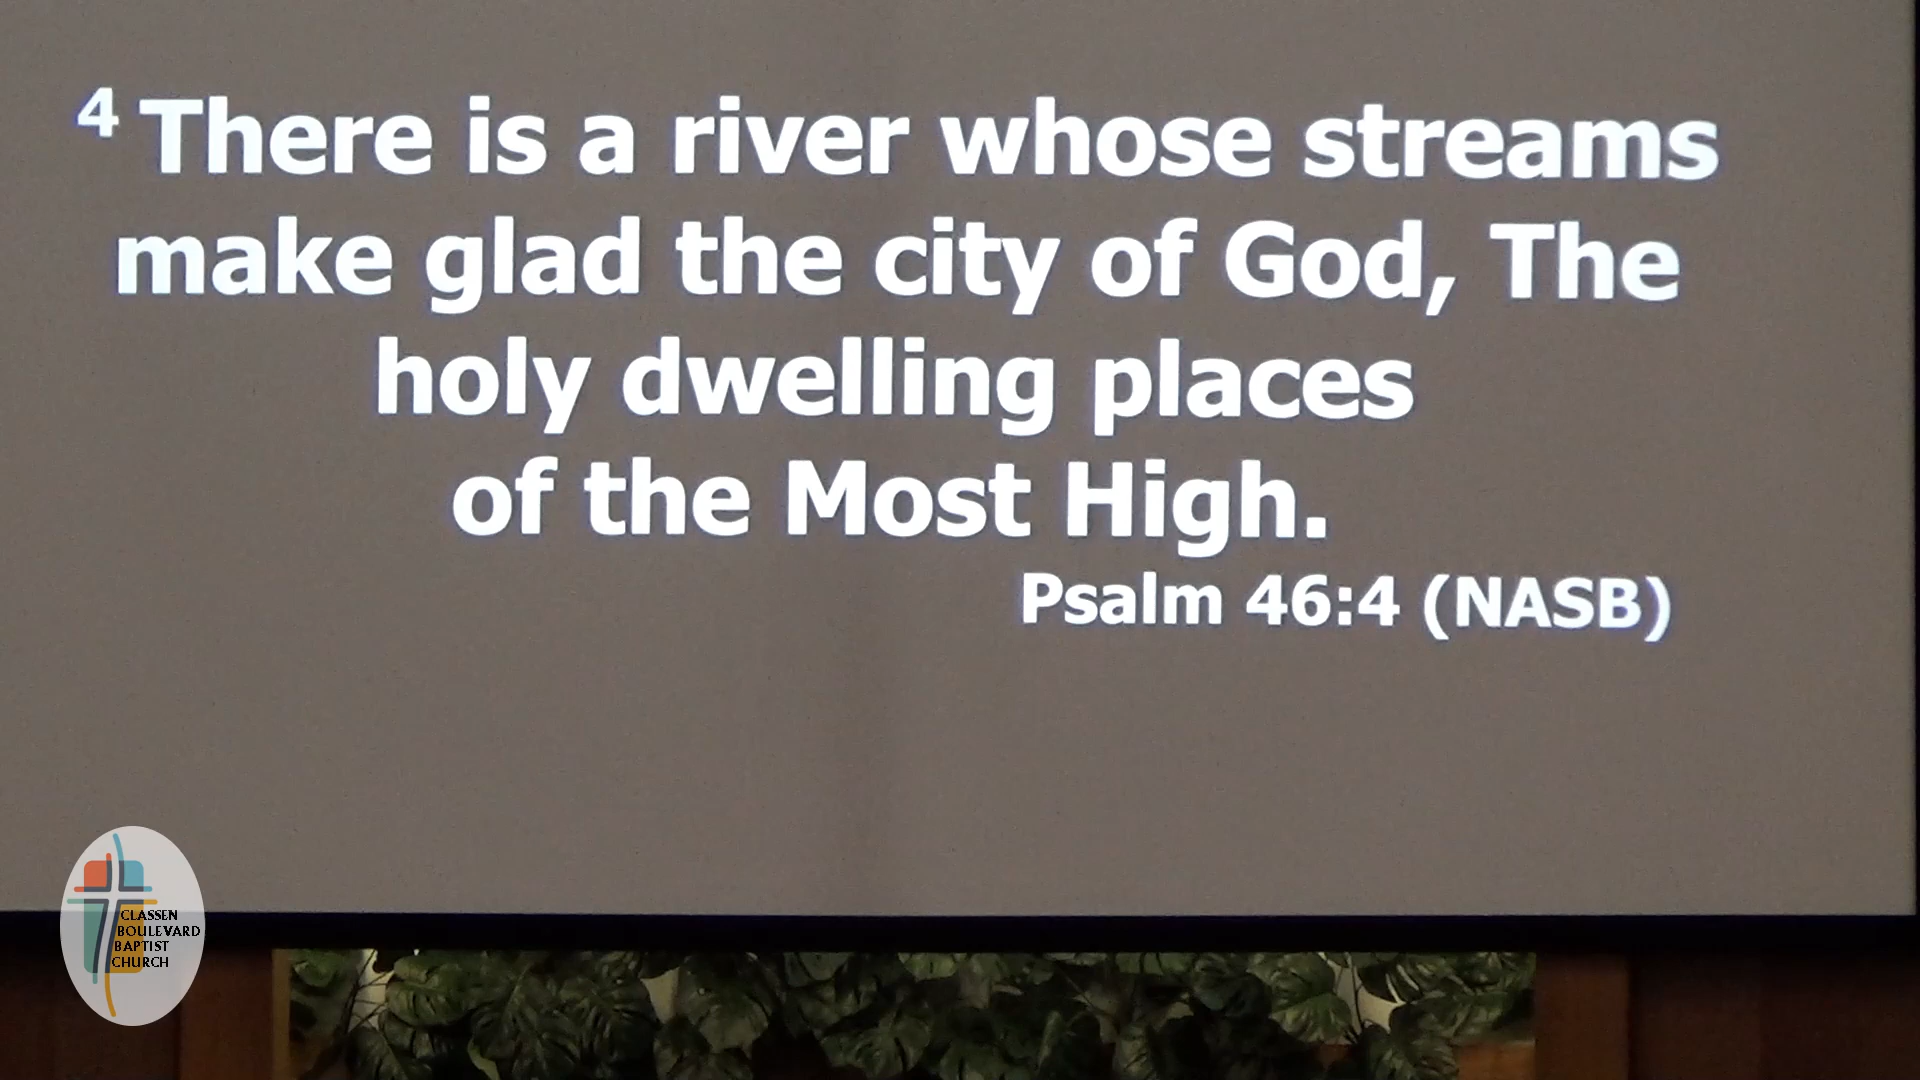 4 There is a river whose streams
make glad the city of God, The
holy dwelling places
of the Most High.
Psalm 46:4 (NASB)
CLASSEN
BOULEVARD
BAPTIST
CHURCH